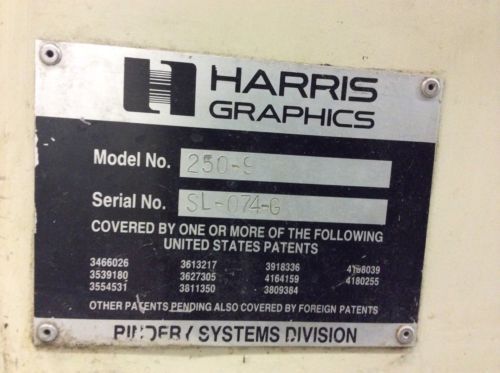 HARRIS
GRAPHICS
Model No. 250-S
Serial No. SL-074-G
COVERED BY ONE OR MORE OF THE FOLLOWING
UNITED STATES PATENTS
3466026 3613217 3918336
3539180 3627305 4164159 4180255
3554531 3811350 3809384
OTHER PATENTS PENDING ALSO COVERED BY FOREIGN PATENTS
SYSTEMS DIVISION